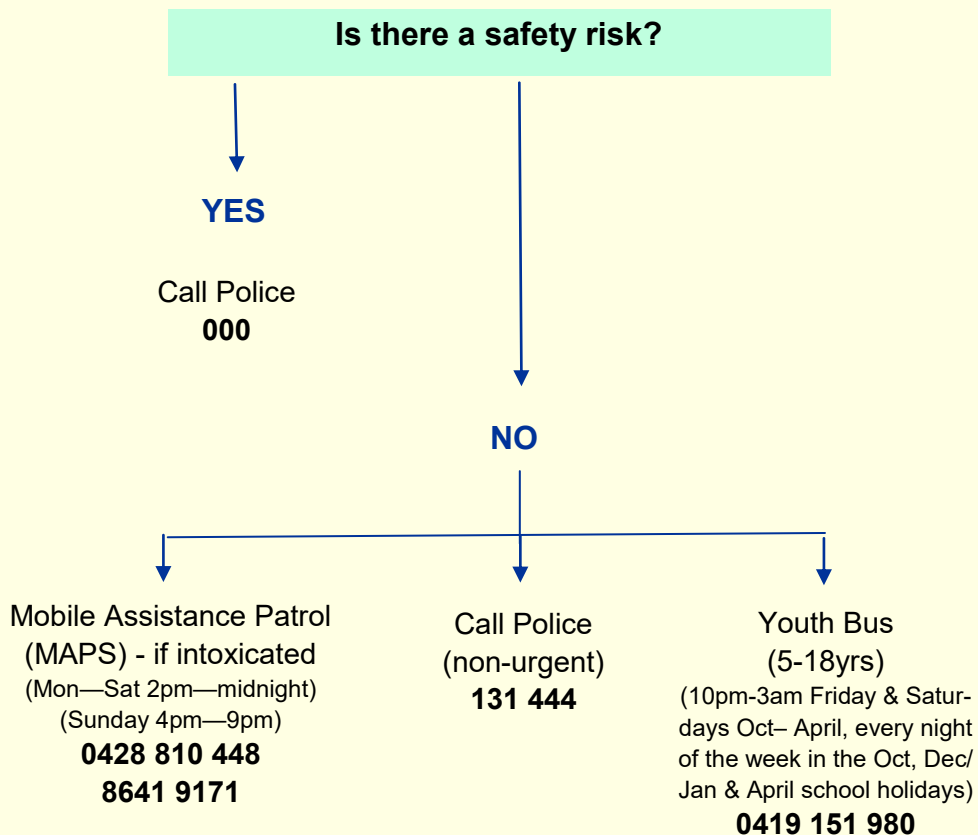 Is there a safety risk?
YES
Call Police
000
NO
Mobile Assistance Patrol
(MAPS) - if intoxicated
(Mon—Sat 2pm—midnight)
(Sunday 4pm—9pm)
0428 810 448
8641 9171
Call Police
(non-urgent)
131 444
Youth Bus
(5-18yrs)
(10pm-3am Friday & Satur-
days Oct– April, every night
of the week in the Oct, Dec/
Jan & April school holidays)
0419 151 980